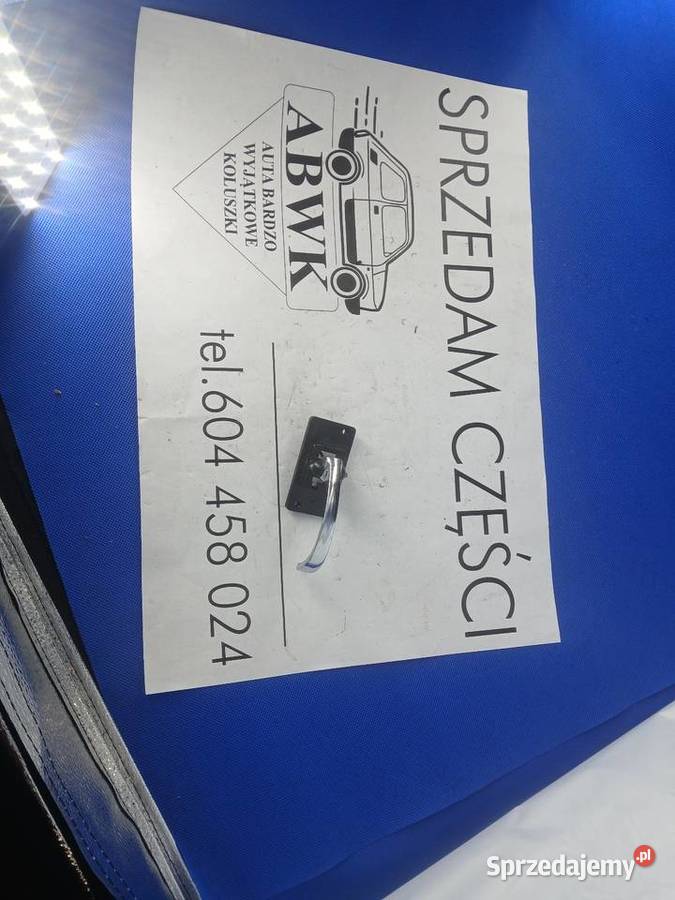 SPRZEDAM CZĘŚCI
ABWK
AUTA BARDZO
WYJĄTKOWE
KOLUSZKI
tel.604 458 024
Sprzedajemy.pl